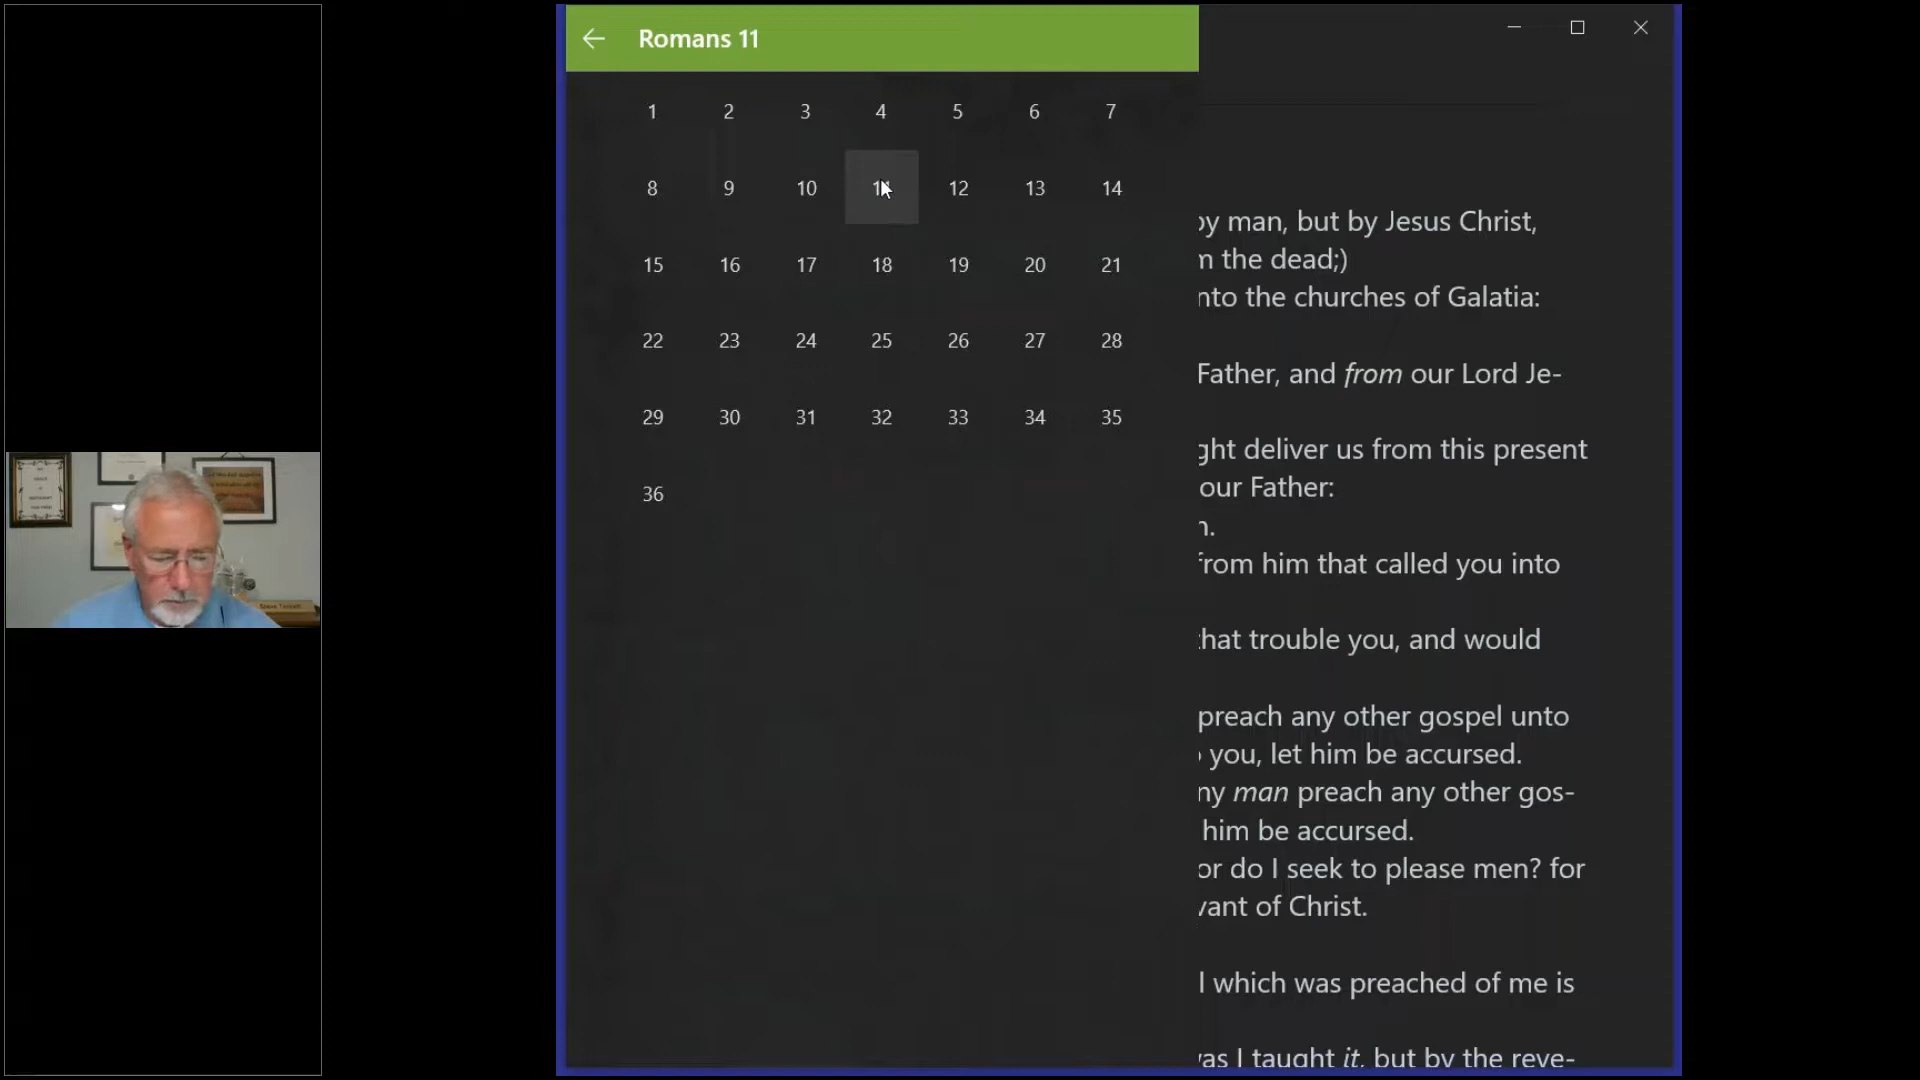 Romans 11
1 2 3 4 5 6 7
8 9 10 11 12 13 14
15 16 17 18 19 20 21
22 23 24 25 26 27 28
29 30 31 32 33 34 35
36
by man, but by Jesus Christ,
m the dead;)
nto the churches of Galatia:
Father, and from our Lord Je-
ght deliver us from this present
our Father:
n.
from him that called you into
that trouble you, and would
preach any other gospel unto
you, let him be accursed.
ny man preach any other gos-
him be accursed.
or do I seek to please men? for
vant of Christ.
l which was preached of me is
as I taught it, but by the reve-